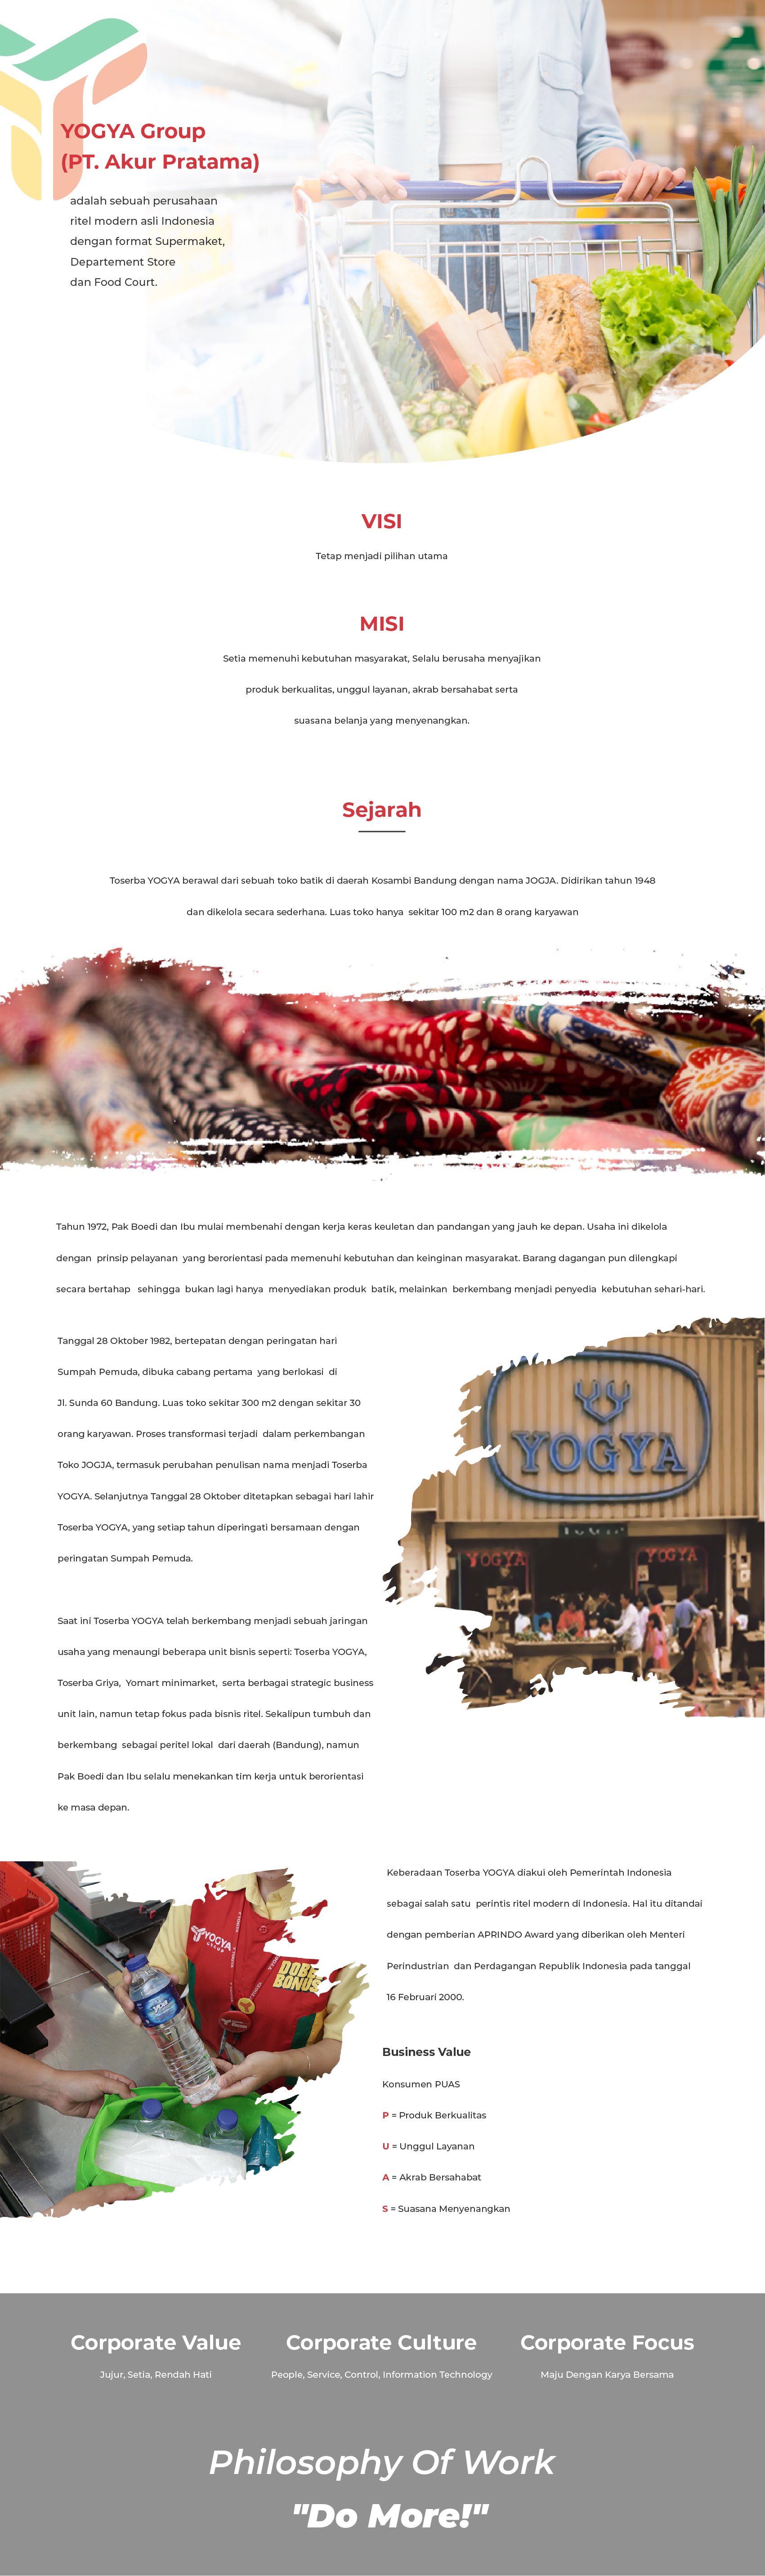 YOGYA Group
(PT. Akur Pratama)
adalah sebuah perusahaan
ritel modern asli Indonesia
dengan format Supermaket,
Departement Store
dan Food Court.
VISI
Tetap menjadi pilihan utama
MISI
Setia memenuhi kebutuhan masyarakat, Selalu berusaha menyajikan
produk berkualitas, unggul layanan, akrab bersahabat serta
suasana belanja yang menyenangkan.
Sejarah
Toserba YOGYA berawal dari sebuah toko batik di daerah Kosambi Bandung dengan nama JOGJA. Didirikan tahun 1948
dan dikelola secara sederhana. Luas toko hanya sekitar 100 m2 dan 8 orang karyawan
Tahun 1972, Pak Boedi dan Ibu mulai membenahi dengan kerja keras keuletan dan pandangan yang jauh ke depan. Usaha ini dikelola
dengan prinsip pelayanan yang berorientasi pada memenuhi kebutuhan dan keinginan masyarakat. Barang dagangan pun dilengkapi
secara bertahap sehingga bukan lagi hanya menyediakan produk batik, melainkan berkembang menjadi penyedia kebutuhan sehari-hari.
Tanggal 28 Oktober 1982, bertepatan dengan peringatan hari
Sumpah Pemuda, dibuka cabang pertama yang berlokasi di
Jl. Sunda 60 Bandung. Luas toko sekitar 300 m2 dengan sekitar 30
orang karyawan. Proses transformasi terjadi dalam perkembangan
Toko JOGJA, termasuk perubahan penulisan nama menjadi Toserba
YOGYA. Selanjutnya Tanggal 28 Oktober ditetapkan sebagai hari lahir
Toserba YOGYA, yang setiap tahun diperingati bersamaan dengan
peringatan Sumpah Pemuda.
YOGYA
YOGYA
YOGYA
Saat ini Toserba YOGYA telah berkembang menjadi sebuah jaringan
usaha yang menaungi beberapa unit bisnis seperti: Toserba YOGYA,
Toserba Griya, Yomart minimarket, serta berbagai strategic business
unit lain, namun tetap fokus pada bisnis ritel. Sekalipun tumbuh dan
berkembang sebagai peritel lokal dari daerah (Bandung), namun
Pak Boedi dan Ibu selalu menekankan tim kerja untuk berorientasi
ke masa depan.
YOGYA
GROUP
Keberadaan Toserba YOGYA diakui oleh Pemerintah Indonesia
sebagai salah satu perintis ritel modern di Indonesia. Hal itu ditandai
dengan pemberian APRINDO Award yang diberikan oleh Menteri
Perindustrian dan Perdagangan Republik Indonesia pada tanggal
16 Februari 2000.
Business Value
Konsumen PUAS
P = Produk Berkualitas
U = Unggul Layanan
A = Akrab Bersahabat
S = Suasana Menyenangkan
Corporate Value
Jujur, Setia, Rendah Hati
Corporate Culture
People, Service, Control, Information Technology
Corporate Focus
Maju Dengan Karya Bersama
Philosophy Of Work
"Do More!"